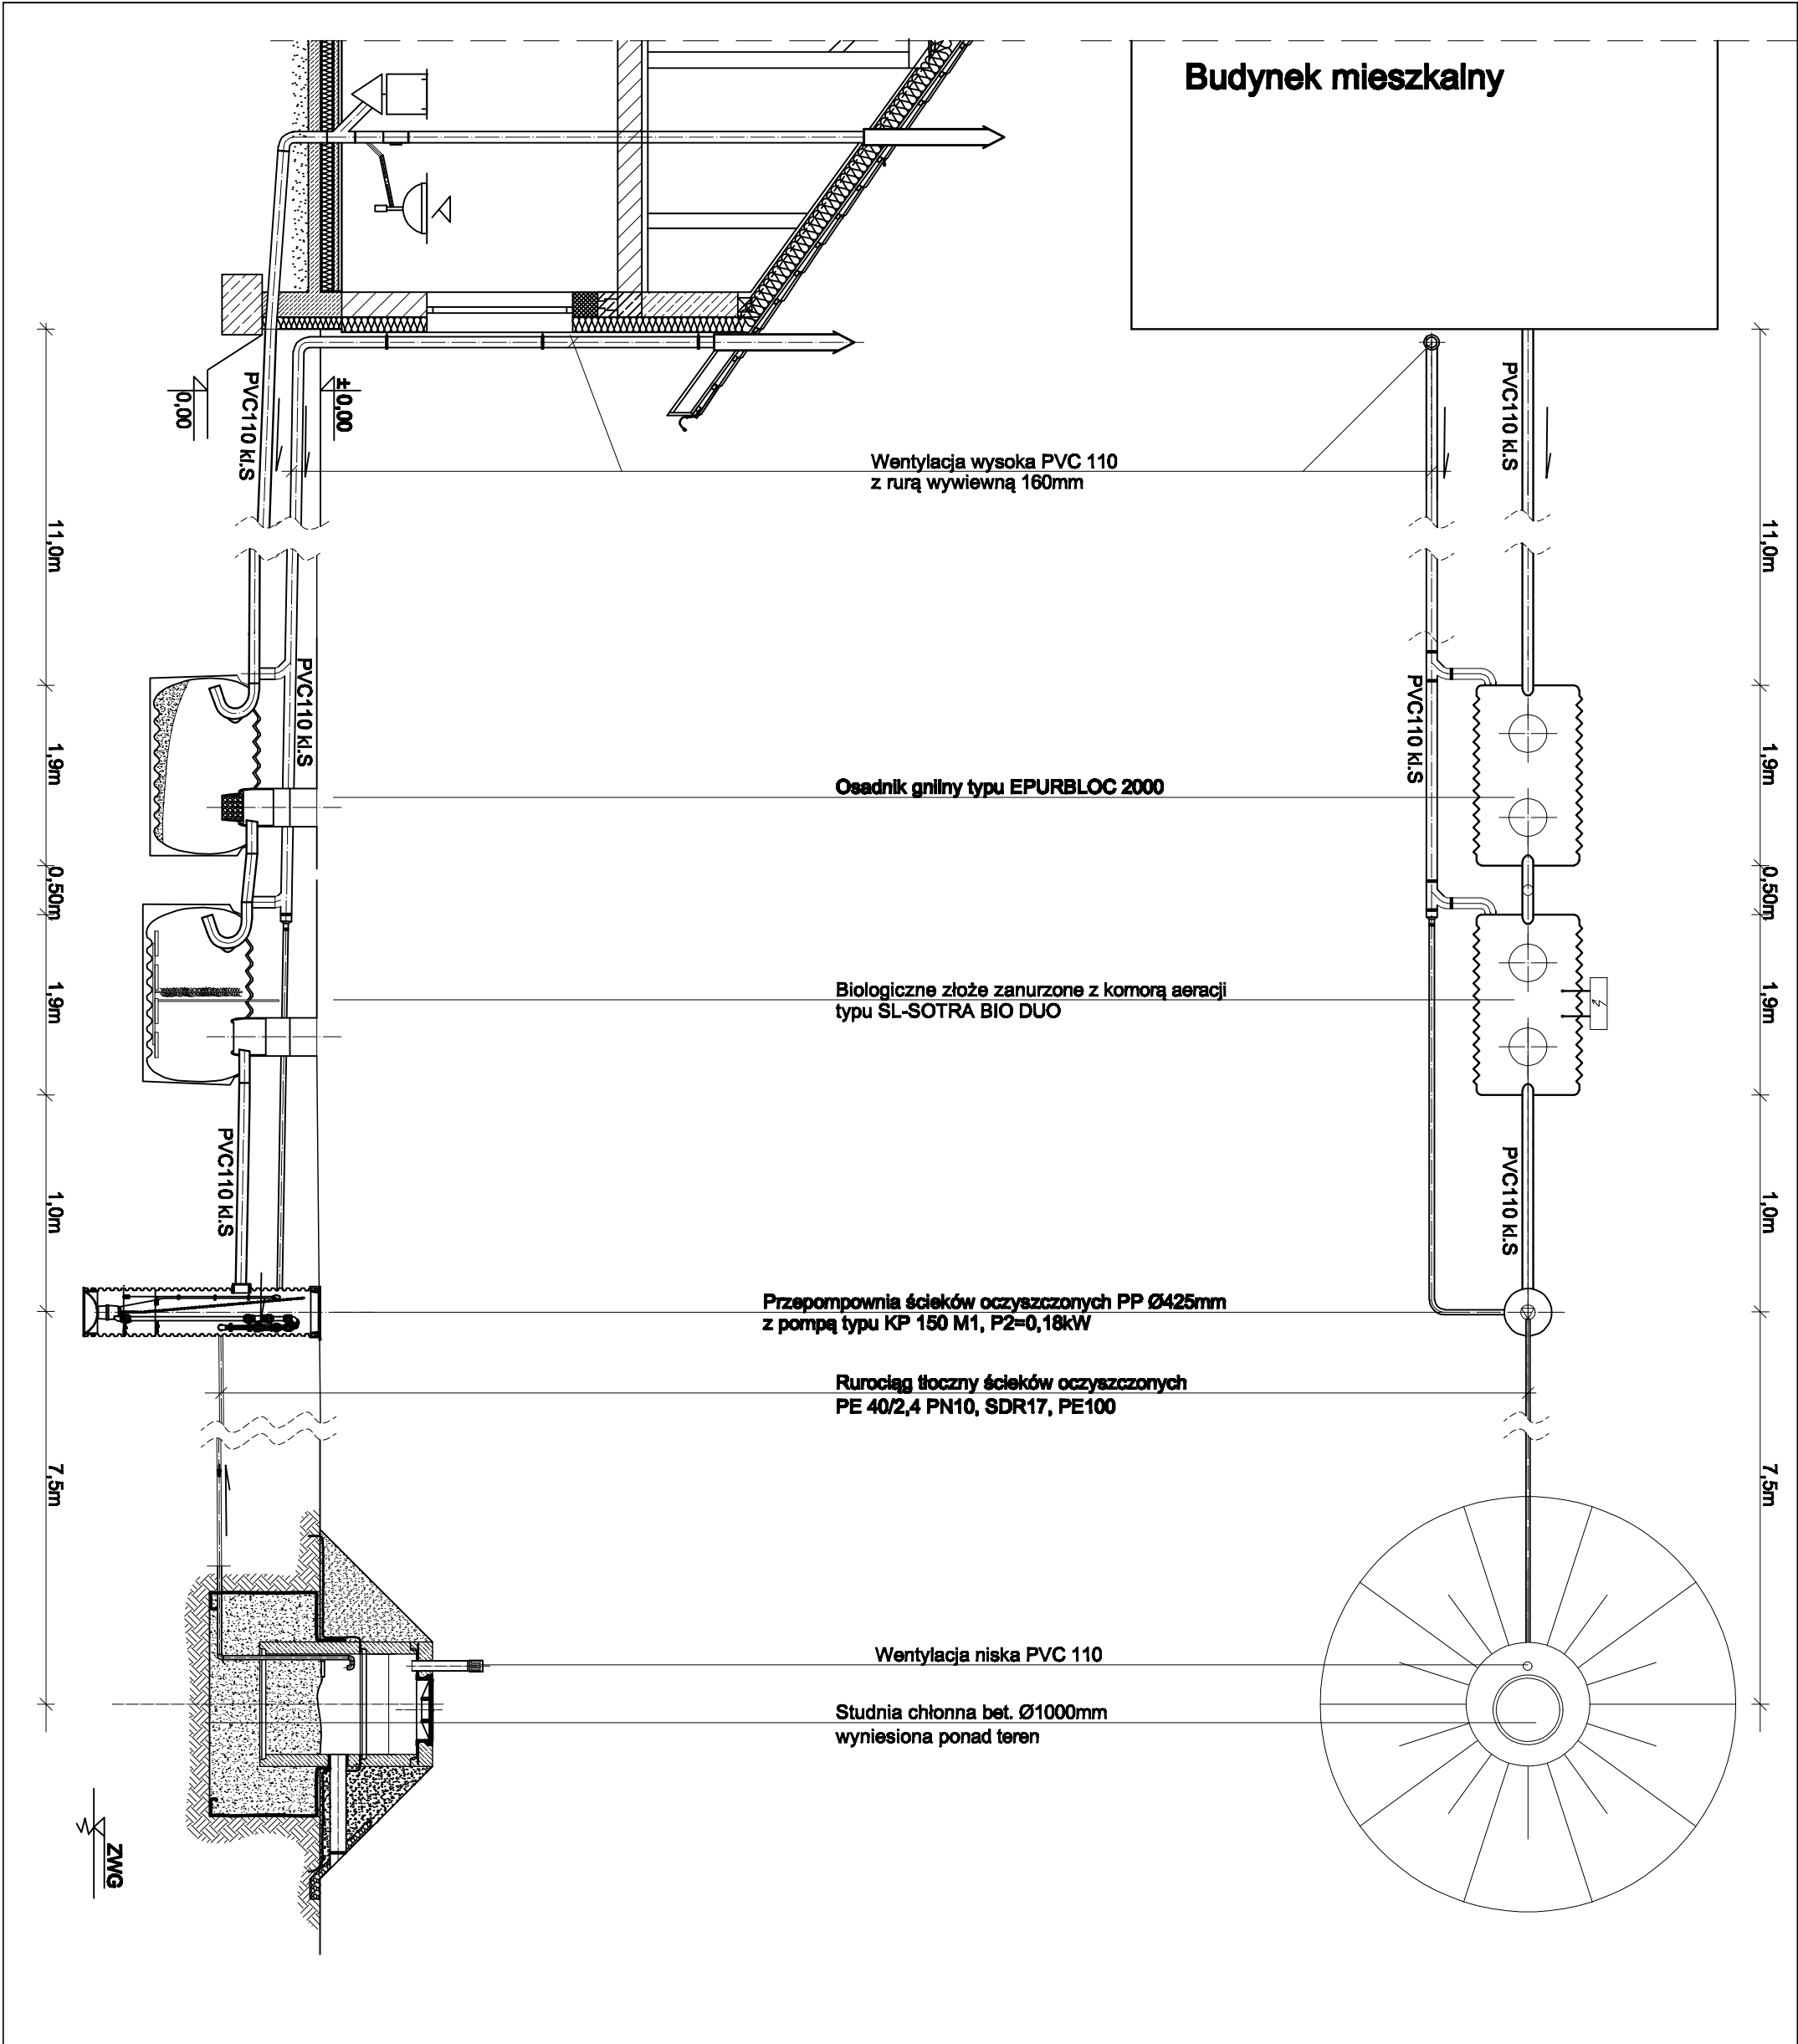 Budynek mieszkalny
±0,00
0,00
PVC110 kl.S
PVC110 kl.S
Wentylacja wysoka PVC 110
z rurą wywiewną 160mm
11,0m
11,0m
PVC110 kl.S
PVC110 kl.S
1,9m
1,9m
Osadnik gnilny typu EPURBLOC 2000
0,50m
0,50m
Biologiczne złoże zanurzone z komorą aeracji
typu SL-SOTRA BIO DUO
1,9m
1,9m
PVC110 kl.S
PVC110 kl.S
1,0m
1,0m
Przepompownia ścieków oczyszczonych PP Ø425mm
z pompą typu KP 150 M1, P2=0,18kW
Rurociąg tłoczny ścieków oczyszczonych
PE 40/2,4 PN10, SDR17, PE100
7,5m
7,5m
Wentylacja niska PVC 110
Studnia chłonna bet. Ø1000mm
wyniesiona ponad teren
ZWG